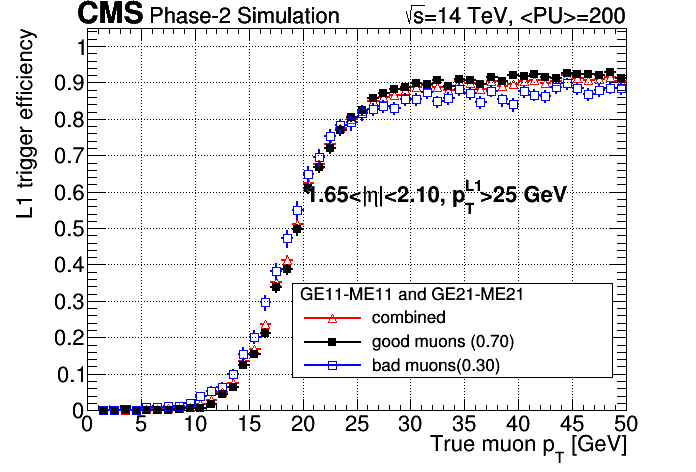 CMS Phase-2 Simulation √s=14 TeV, <PU>=200
L1 trigger efficiency
1
0.9
0.8
0.7
0.6
0.5
0.4
0.3
0.2
0.1
0
1.65<|η|<2.10, p_T^L1>25 GeV
GE11-ME11 and GE21-ME21
combined
good muons (0.70)
bad muons(0.30)
0 5 10 15 20 25 30 35 40 45 50
True muon p_T [GeV]